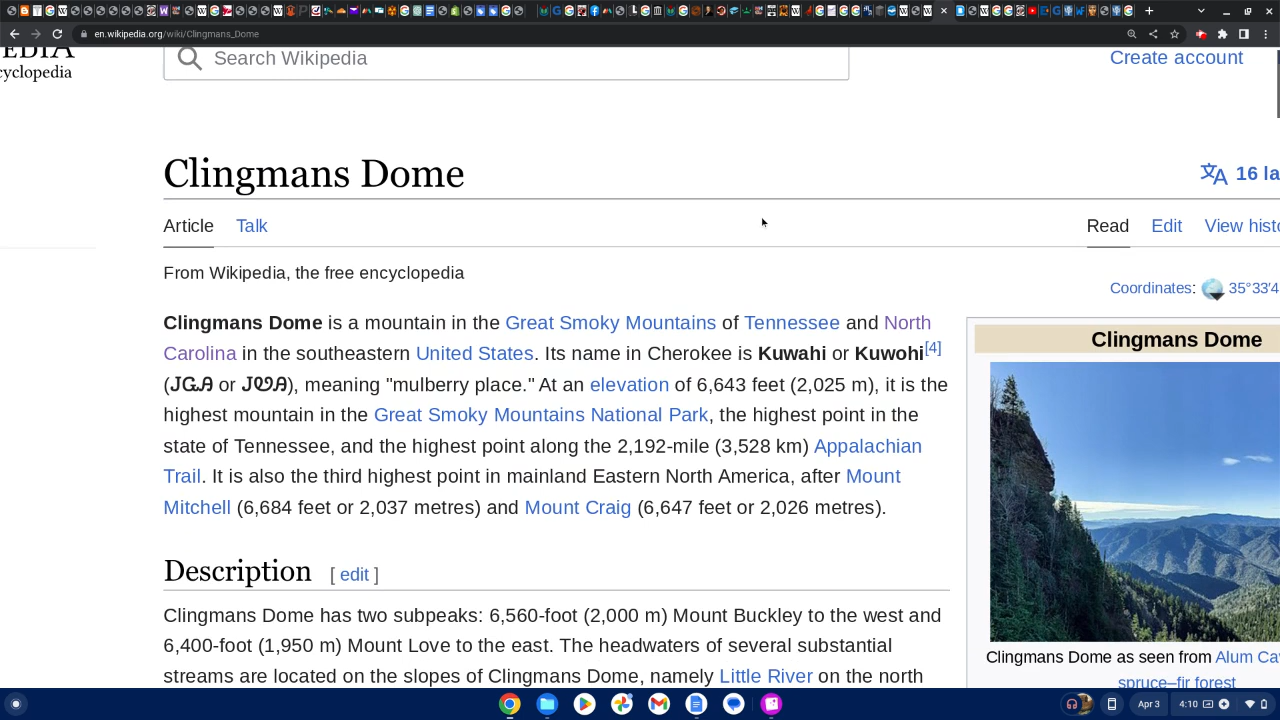 en.wikipedia.org/wiki/Clingmans_Dome
cyclopedia
Search Wikipedia
Create account
Clingmans Dome
16 la
Article Talk
Read Edit View histo
From Wikipedia, the free encyclopedia
Coordinates: 35°33′4
Clingmans Dome is a mountain in the Great Smoky Mountains of Tennessee and North
Carolina in the southeastern United States. Its name in Cherokee is Kuwahi or Kuwohi[4]
(ᎫᏩᎯ or ᎫᏬᎯ), meaning "mulberry place." At an elevation of 6,643 feet (2,025 m), it is the
highest mountain in the Great Smoky Mountains National Park, the highest point in the
state of Tennessee, and the highest point along the 2,192-mile (3,528 km) Appalachian
Trail. It is also the third highest point in mainland Eastern North America, after Mount
Mitchell (6,684 feet or 2,037 metres) and Mount Craig (6,647 feet or 2,026 metres).
Clingmans Dome
Description [ edit ]
Clingmans Dome has two subpeaks: 6,560-foot (2,000 m) Mount Buckley to the west and
6,400-foot (1,950 m) Mount Love to the east. The headwaters of several substantial
streams are located on the slopes of Clingmans Dome, namely Little River on the north
Clingmans Dome as seen from Alum Ca
spruce–fir forest
Apr 3 4:10